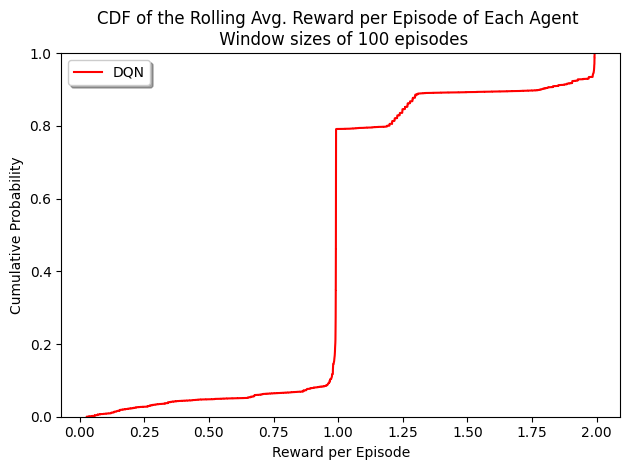 CDF of the Rolling Avg. Reward per Episode of Each Agent
Window sizes of 100 episodes
DQN
1.0
0.8
0.6
0.4
0.2
0.0
Cumulative Probability
0.00 0.25 0.50 0.75 1.00 1.25 1.50 1.75 2.00
Reward per Episode